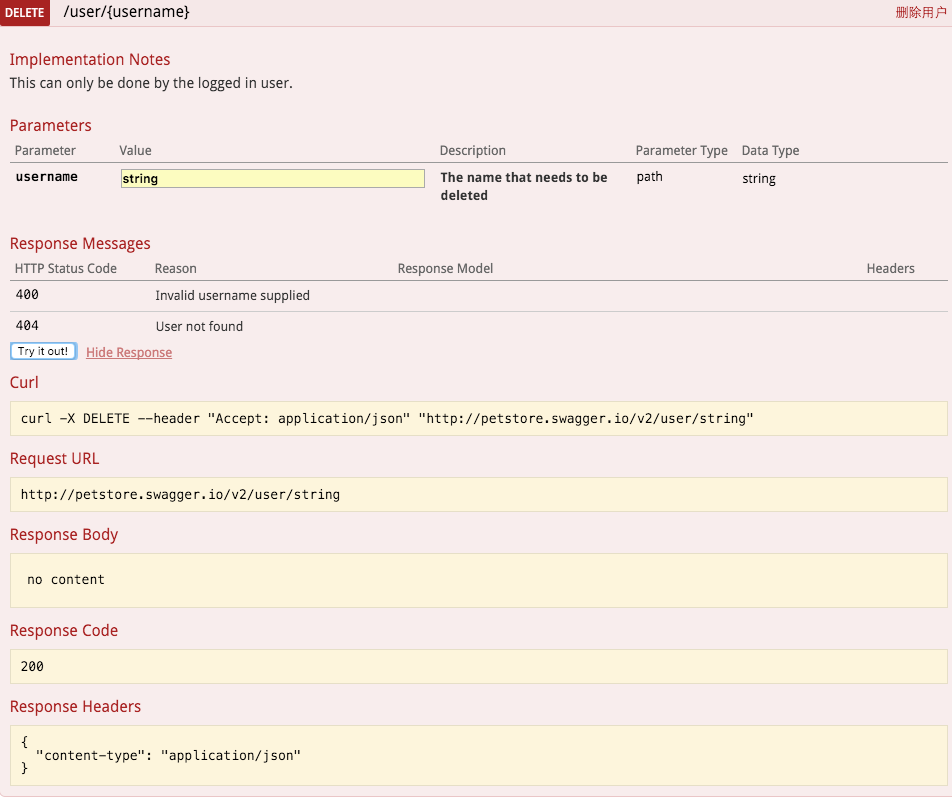 DELETE /user/{username} 删除用户
Implementation Notes
This can only be done by the logged in user.
Parameters
Parameter Value Description Parameter Type Data Type
username string The name that needs to be path string
deleted
Response Messages
HTTP Status Code Reason Response Model Headers
400 Invalid username supplied
404 User not found
Try it out! Hide Response
Curl
curl -X DELETE --header "Accept: application/json" "http://petstore.swagger.io/v2/user/string"
Request URL
http://petstore.swagger.io/v2/user/string
Response Body
no content
Response Code
200
Response Headers
{
"content-type": "application/json"
}